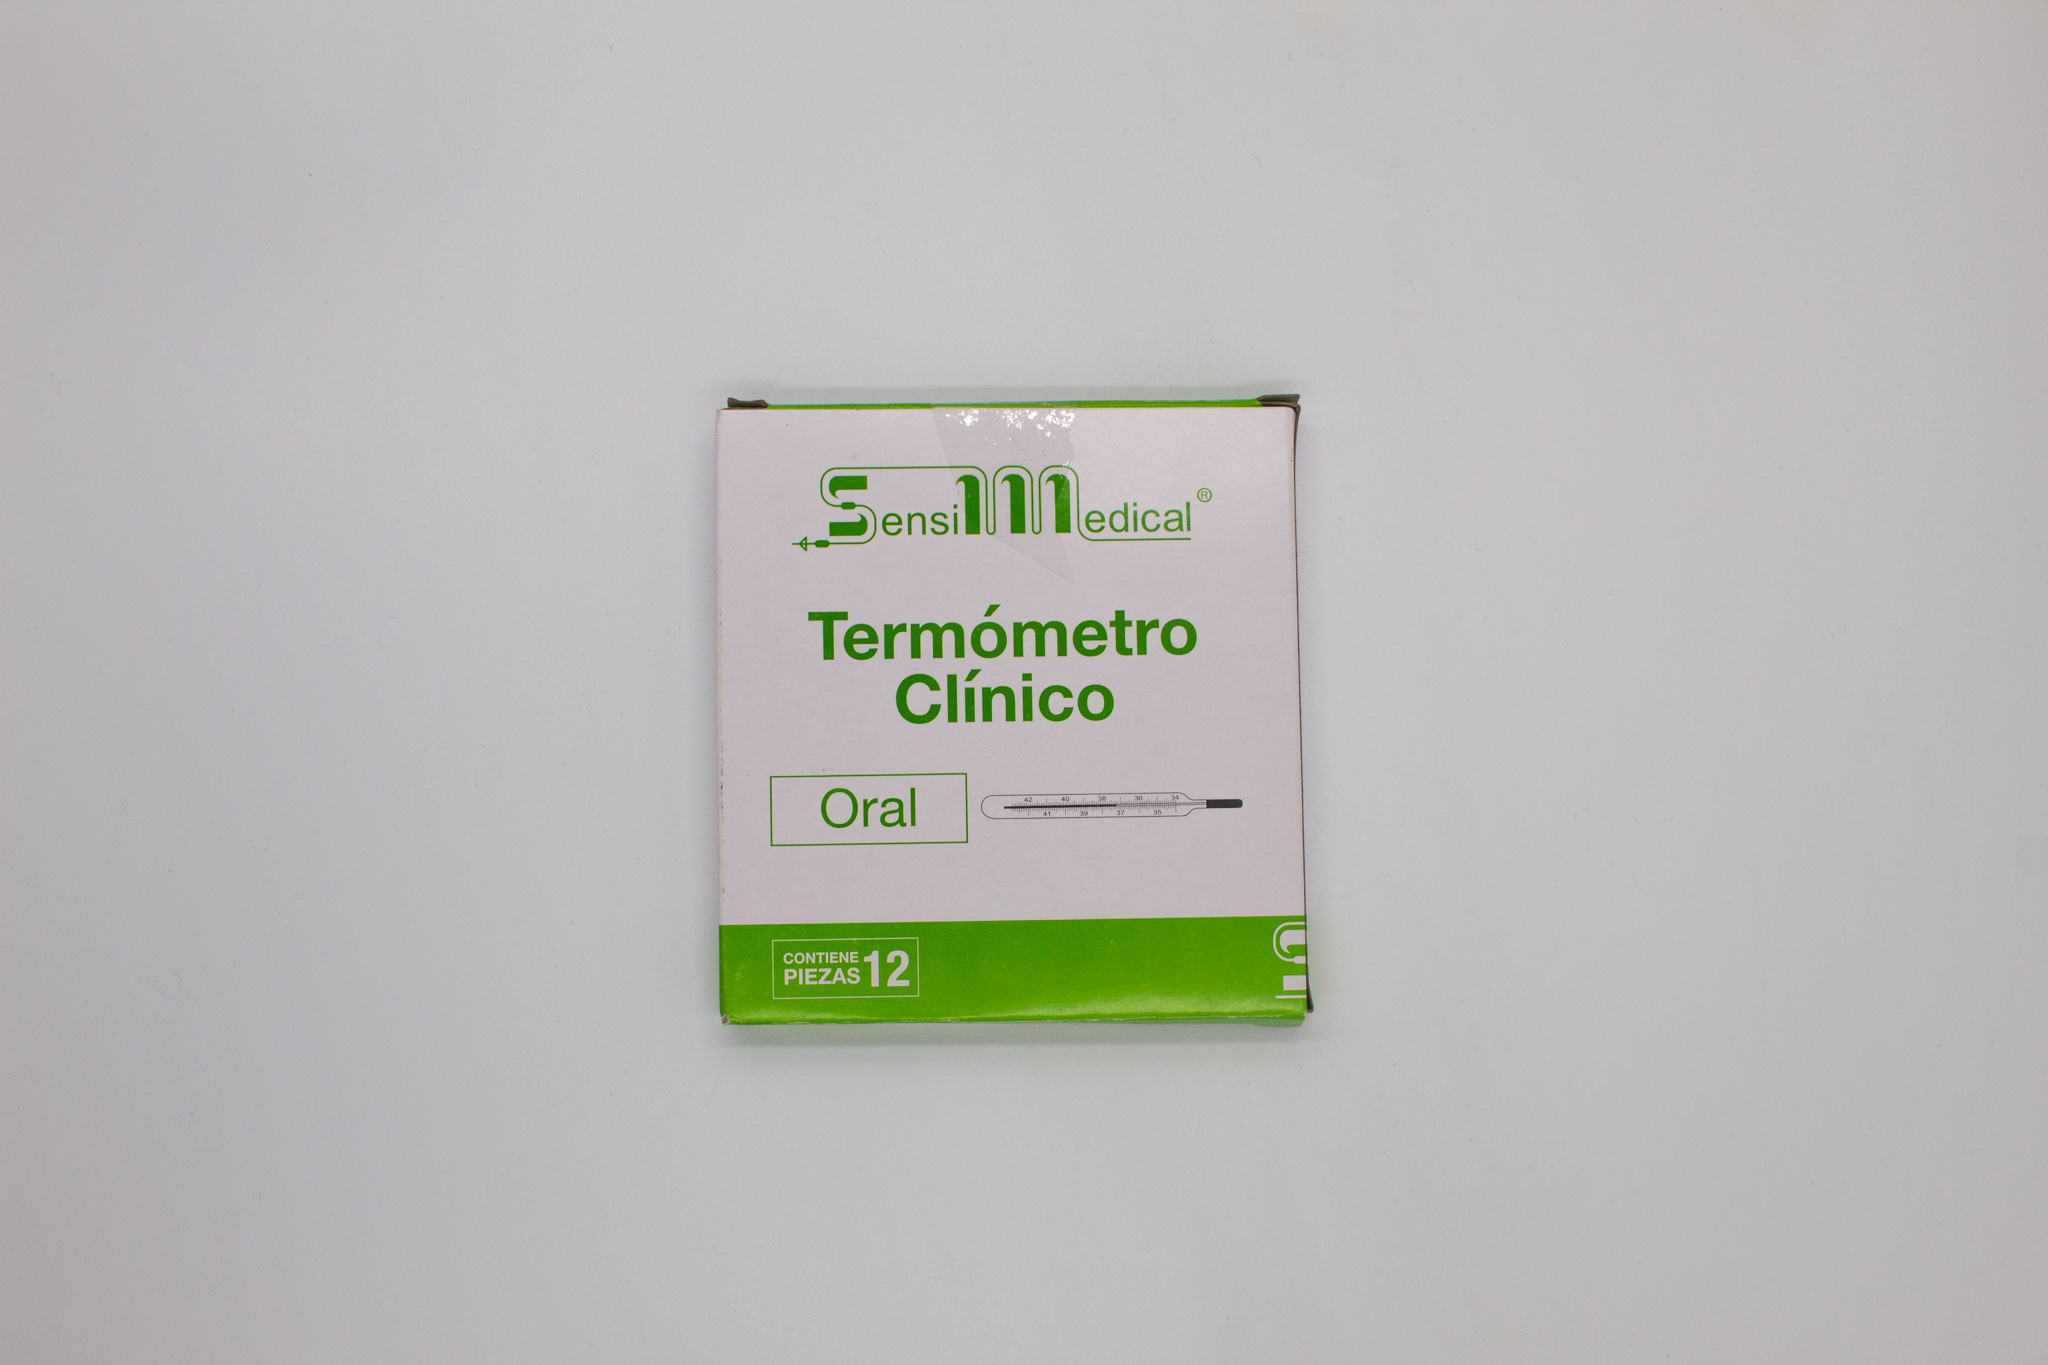 SensiMedical®
Termómetro
Clínico
Oral
42 40 38 36 34
41 39 37 35
CONTIENE
PIEZAS 12